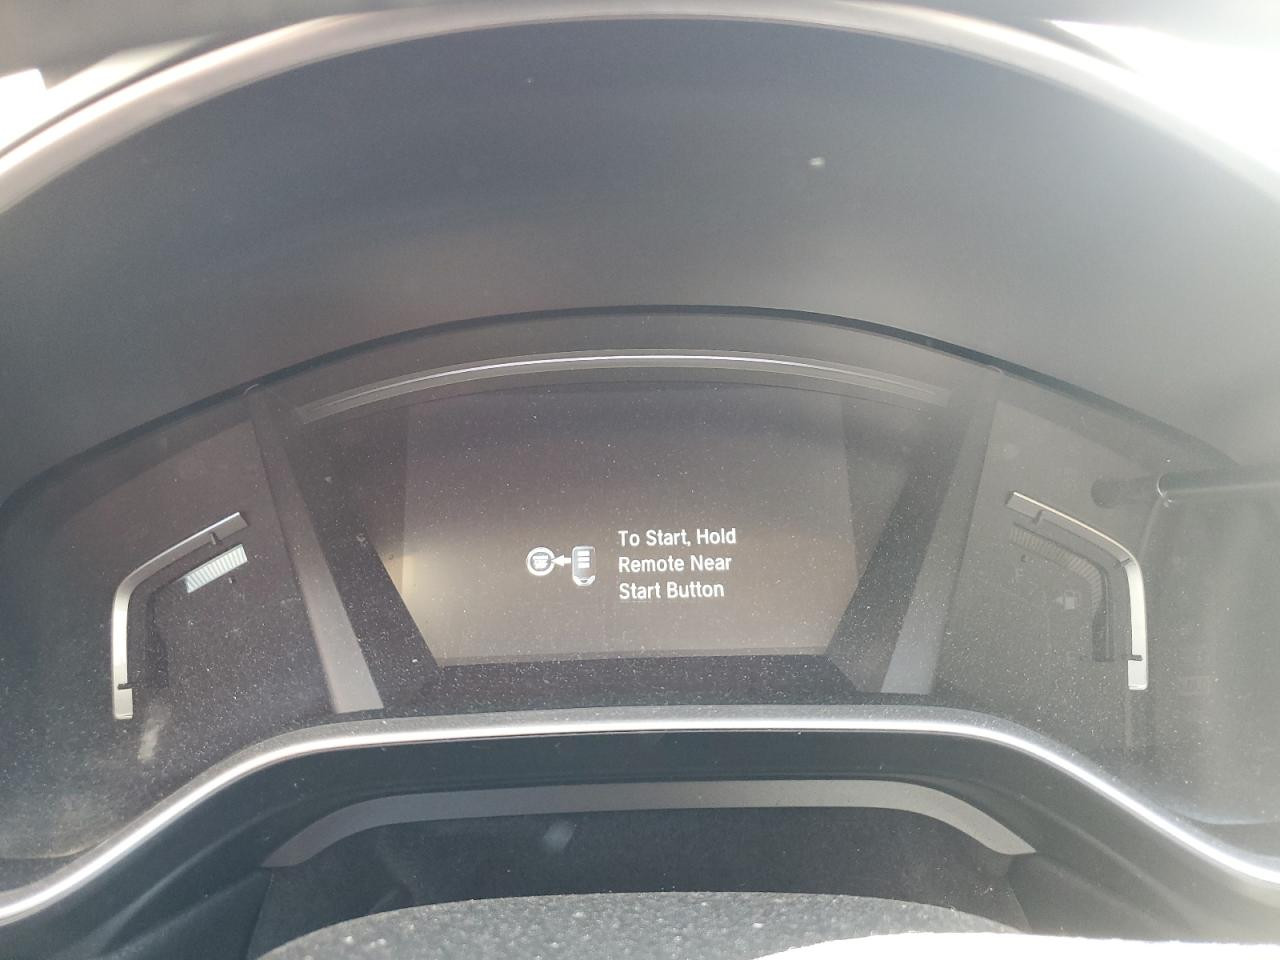 To Start, Hold
Remote Near
Start Button